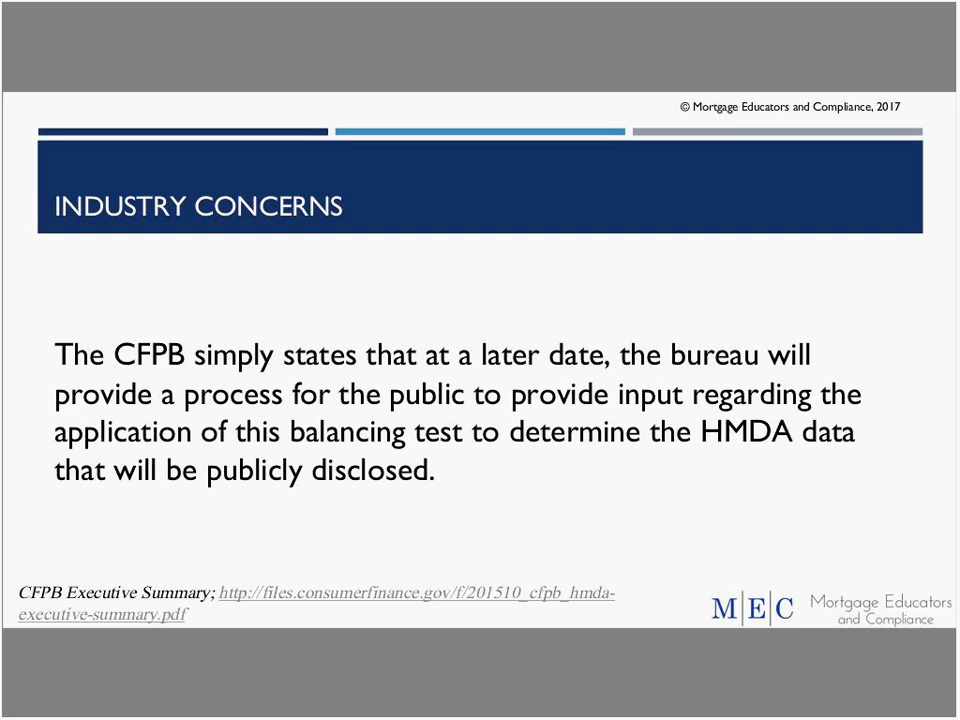 © Mortgage Educators and Compliance, 2017
INDUSTRY CONCERNS
The CFPB simply states that at a later date, the bureau will
provide a process for the public to provide input regarding the
application of this balancing test to determine the HMDA data
that will be publicly disclosed.
CFPB Executive Summary; http://files.consumerfinance.gov/f/201510_cfpb_hmda-
executive-summary.pdf
M|E|C Mortgage Educators
and Compliance